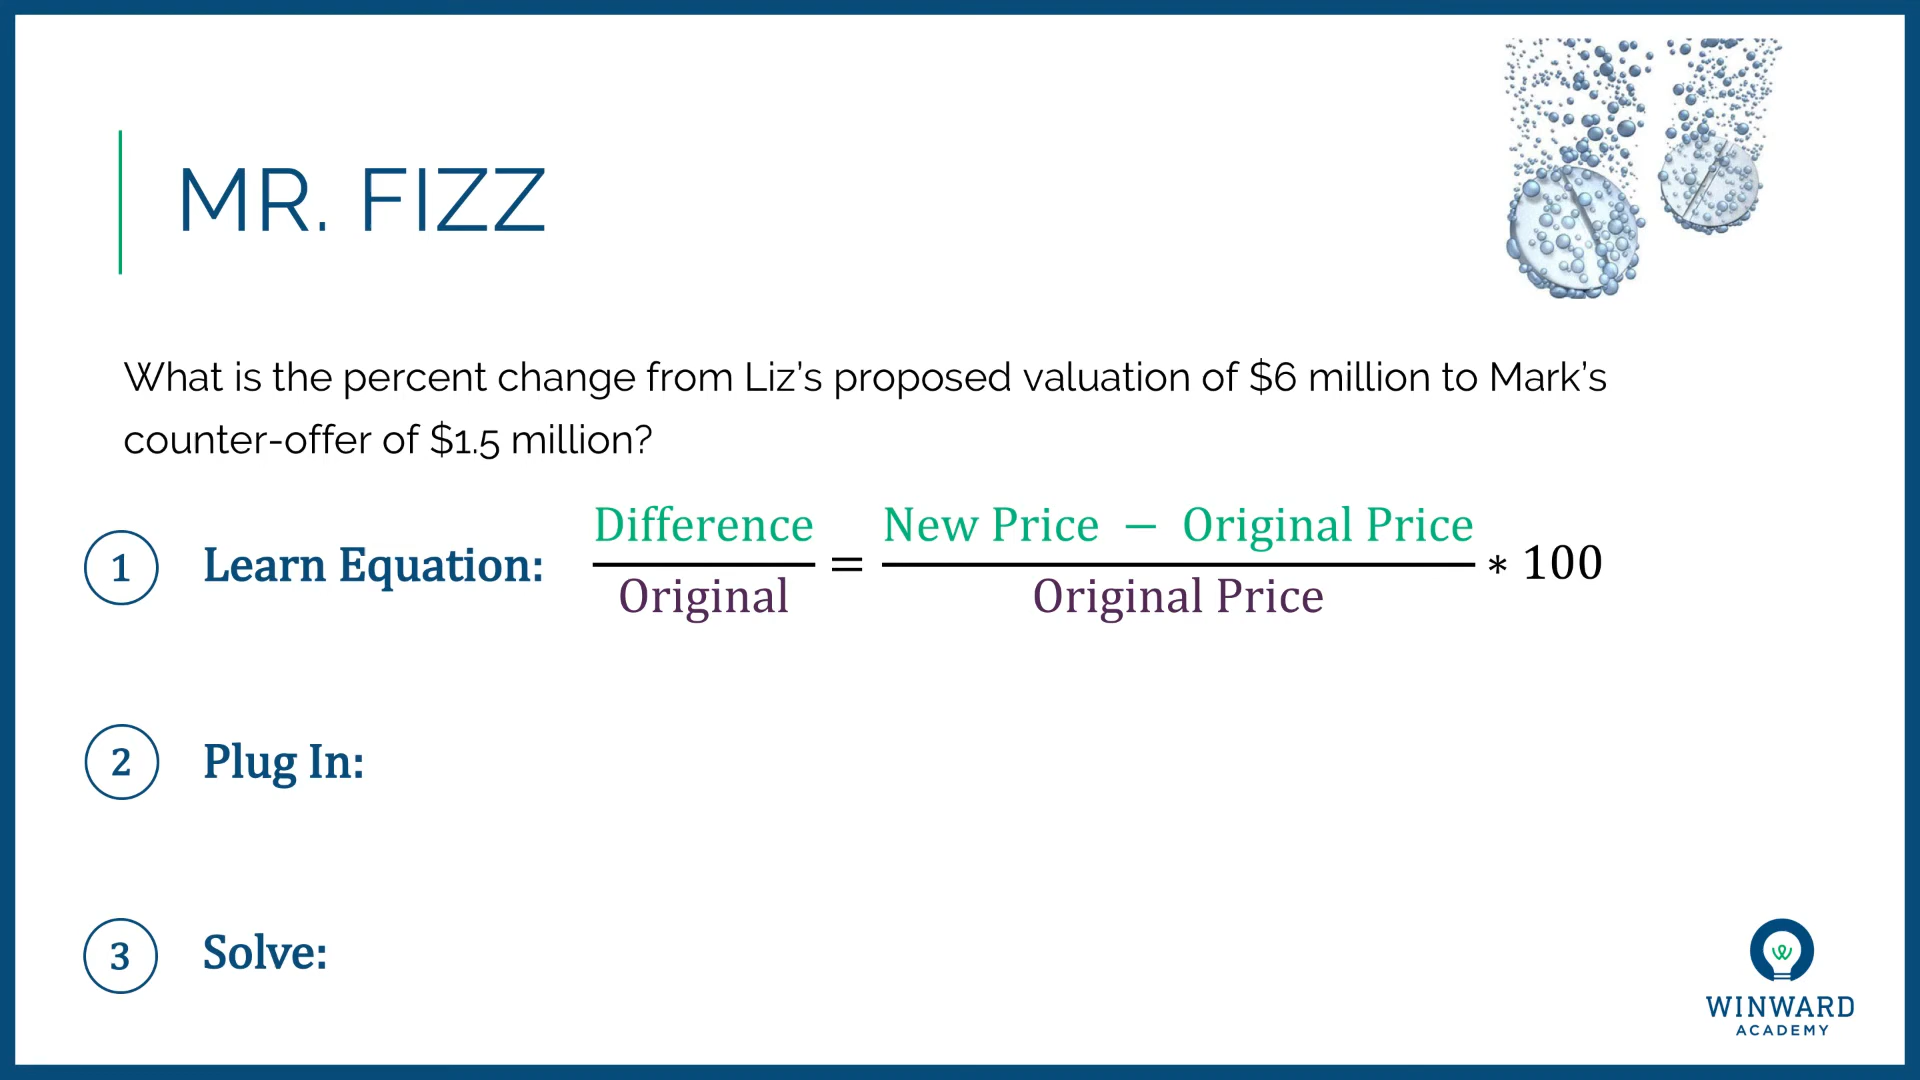 MR. FIZZ
What is the percent change from Liz's proposed valuation of $6 million to Mark's
counter-offer of $1.5 million?
1 Learn Equation: Difference / Original = New Price − Original Price / Original Price * 100
2 Plug In:
3 Solve:
WINWARD
ACADEMY